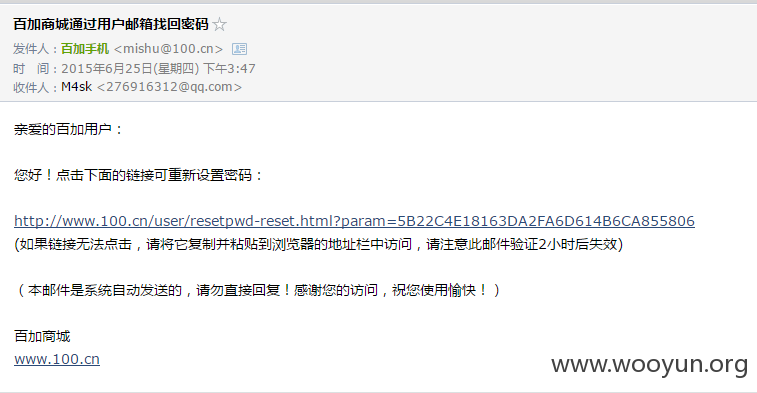 百加商城通过用户邮箱找回密码☆
发件人：百加手机 <mishu@100.cn>
时 间：2015年6月25日(星期四) 下午3:47
收件人：M4sk <276916312@qq.com>
亲爱的百加用户：
您好！点击下面的链接可重新设置密码：
http://www.100.cn/user/resetpwd-reset.html?param=5B22C4E18163DA2FA6D614B6CA855806
(如果链接无法点击，请将它复制并粘贴到浏览器的地址栏中访问，请注意此邮件验证2小时后失效)
（本邮件是系统自动发送的，请勿直接回复！感谢您的访问，祝您使用愉快！）
百加商城
www.100.cn
www.wooyun.org